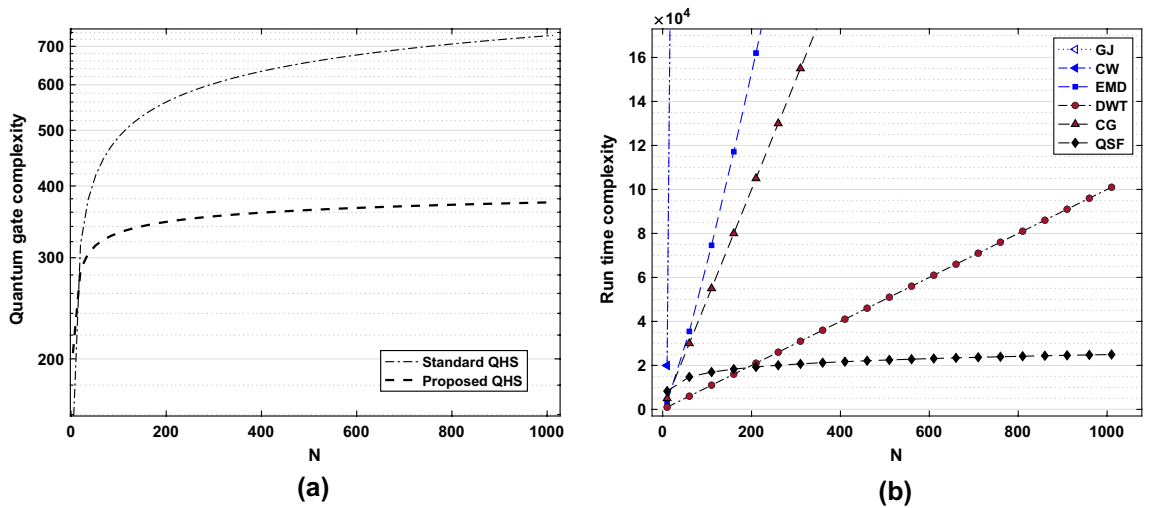 700
600
500
400
300
200
Quantum gate complexity
0
200
400
600
800
1000
N
Standard QHS
Proposed QHS
(a)
×10⁴
16
14
12
10
8
6
4
2
0
Run time complexity
0
200
400
600
800
1000
N
GJ
CW
EMD
DWT
CG
QSF
(b)